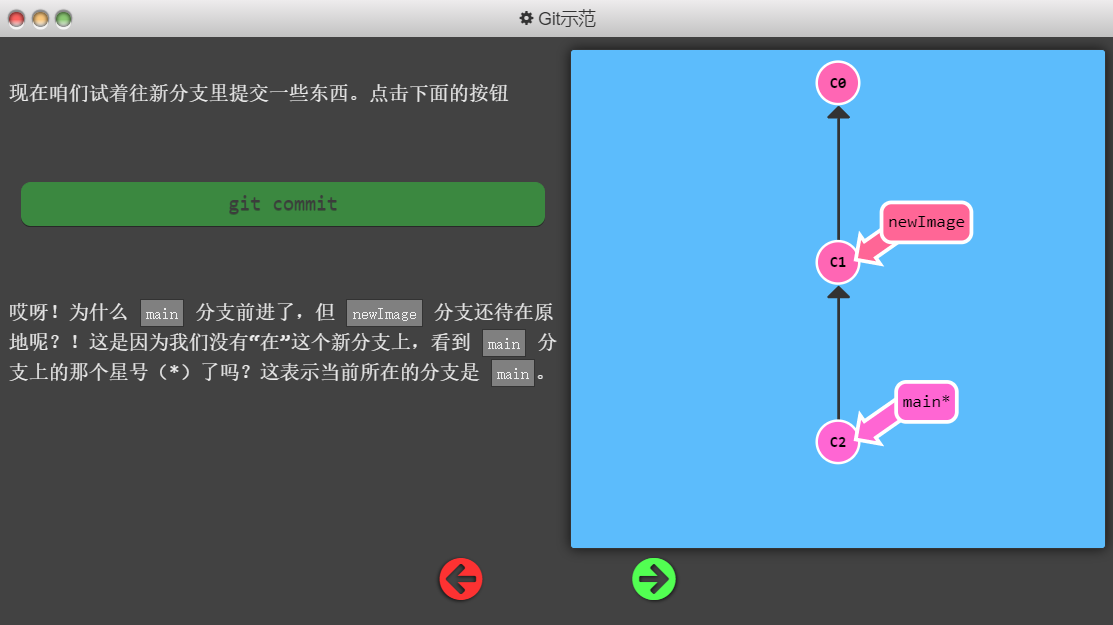 Git示范
现在咱们试着往新分支里提交一些东西。点击下面的按钮
git commit
哎呀！为什么 main 分支前进了，但 newImage 分支还待在原
地呢？！这是因为我们没有“在”这个新分支上，看到 main 分
支上的那个星号（*）了吗？这表示当前所在的分支是 main。
C0
newImage
C1
main*
C2